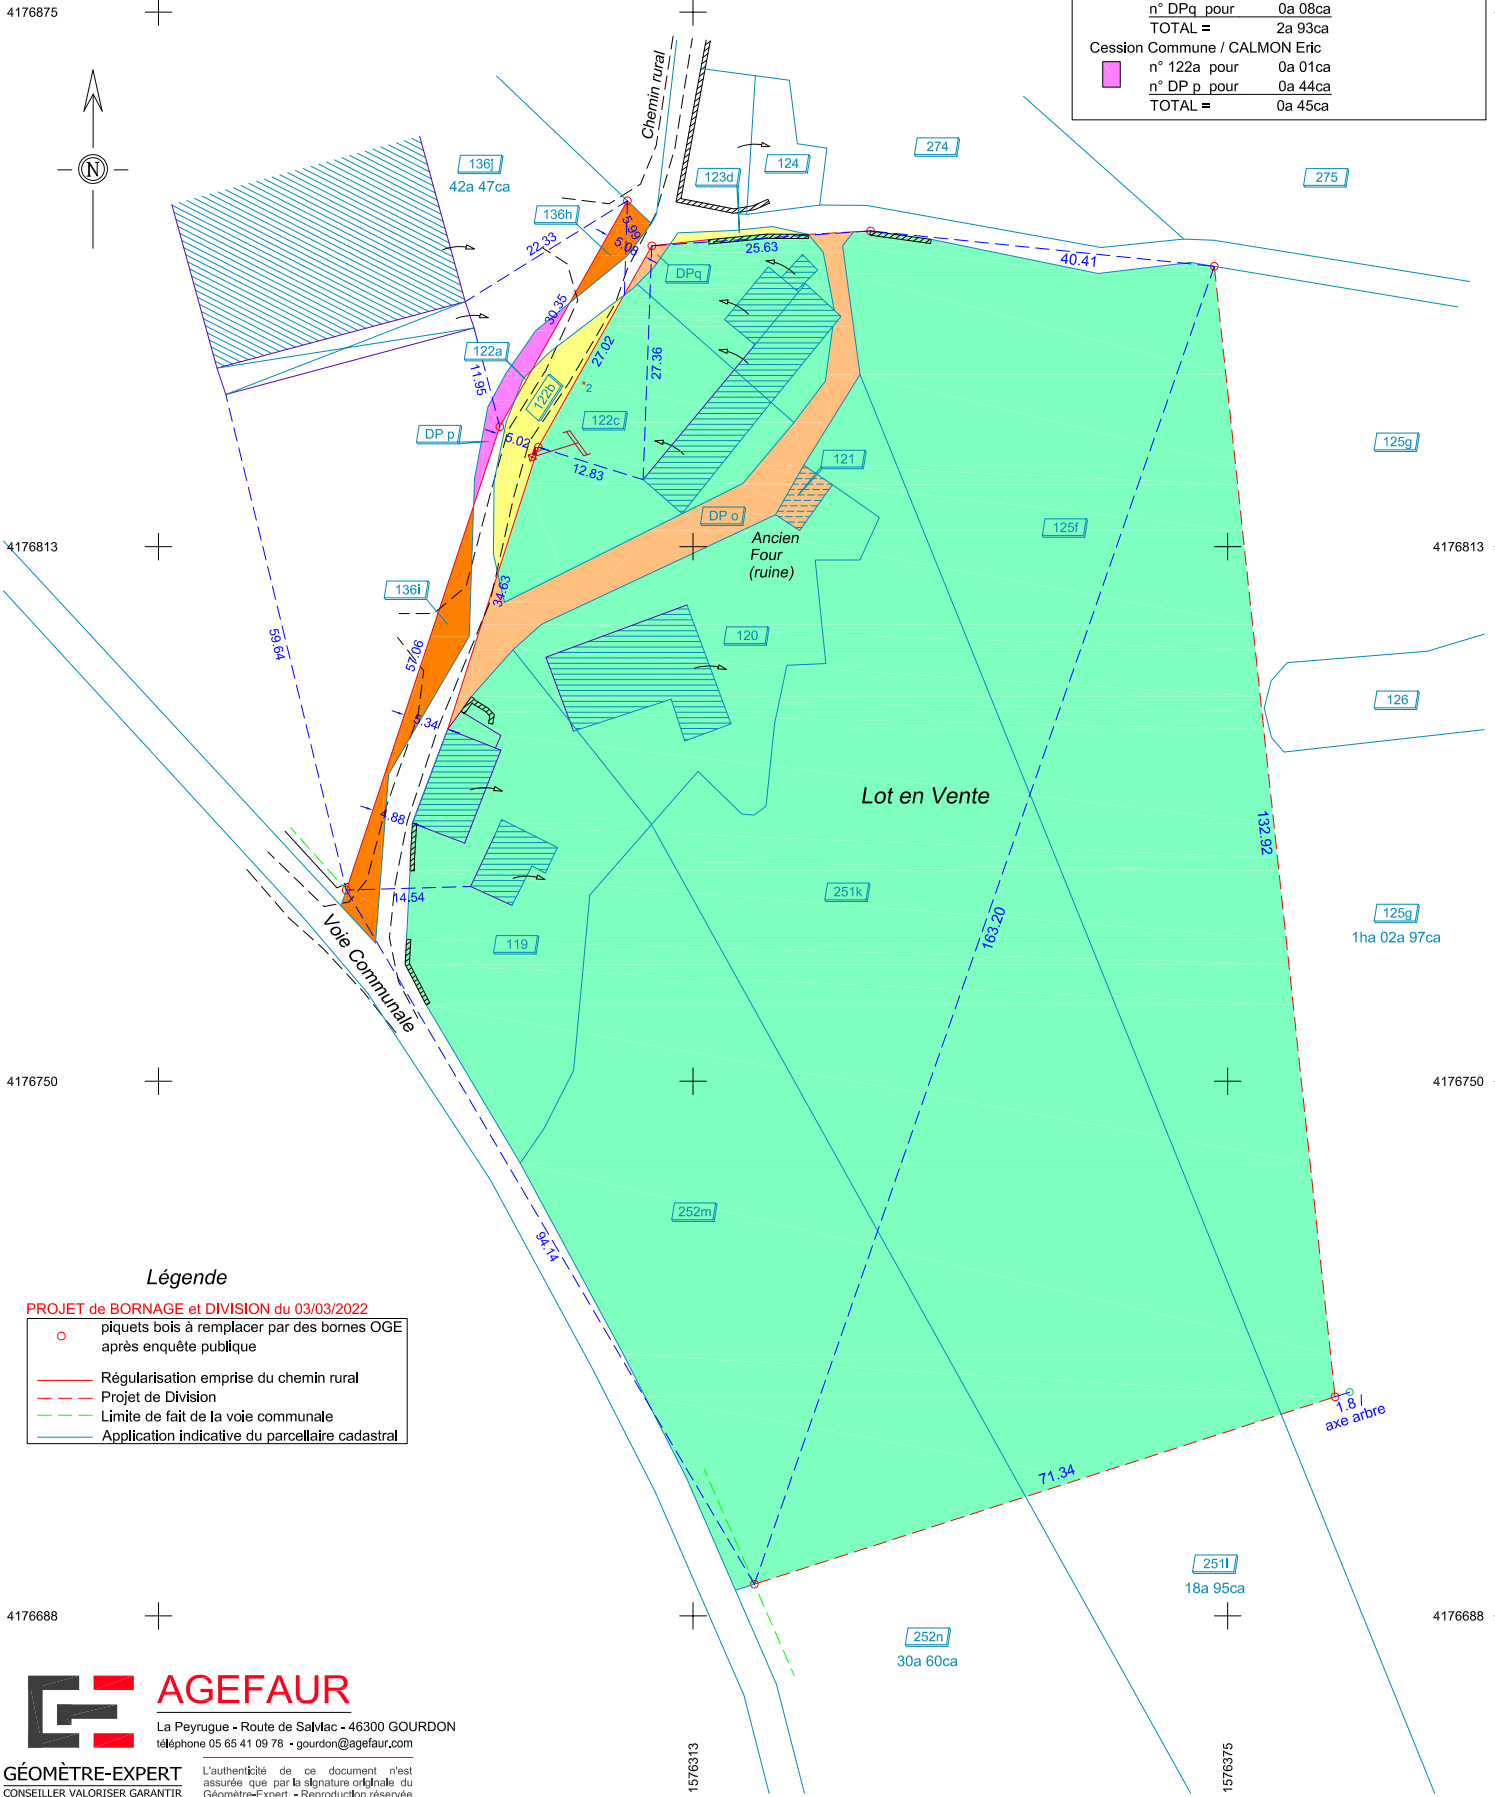 4176875
n° DPq pour 0a 08ca
TOTAL = 2a 93ca
Cession Commune / CALMON Eric
n° 122a pour 0a 01ca
n° DP p pour 0a 44ca
TOTAL = 0a 45ca
N
Chemin rural
136j
42a 47ca
123d
124
274
275
136h
22.33
5.99
5.08
25.63
40.41
DPq
30.35
27.02
27.36
122a
11.95
122b
2
122c
DP p
5.02
12.83
121
125g
DP o
125f
Ancien
Four
(ruine)
4176813
4176813
136i
34.63
59.64
57.06
120
126
5.34
Lot en Vente
4.88
132.92
14.54
251k
163.20
125g
1ha 02a 97ca
119
Voie Communale
4176750
4176750
252m
94.14
Légende
PROJET de BORNAGE et DIVISION du 03/03/2022
piquets bois à remplacer par des bornes OGE
après enquête publique
Régularisation emprise du chemin rural
Projet de Division
Limite de fait de la voie communale
Application indicative du parcellaire cadastral
1.8 /
axe arbre
71.34
251l
18a 95ca
4176688
4176688
252n
30a 60ca
AGEFAUR
La Peyrugue - Route de Salviac - 46300 GOURDON
téléphone 05 65 41 09 78 - gourdon@agefaur.com
GÉOMÈTRE-EXPERT
CONSEILLER VALORISER GARANTIR
L'authenticité de ce document n'est
assurée que par la signature originale du
Géomètre-Expert - Reproduction réservée
1576313
1576375